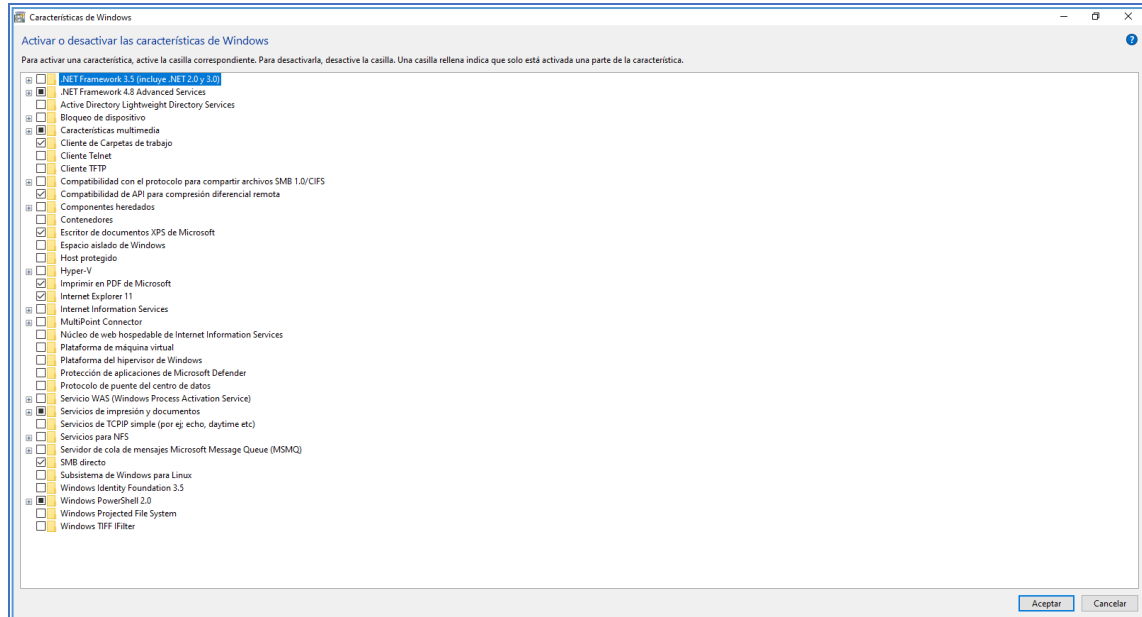 Características de Windows
Activar o desactivar las características de Windows
Para activar una característica, active la casilla correspondiente. Para desactivarla, desactive la casilla. Una casilla rellena indica que solo está activada una parte de la característica.
.NET Framework 3.5 (incluye .NET 2.0 y 3.0)
.NET Framework 4.8 Advanced Services
Active Directory Lightweight Directory Services
Bloqueo de dispositivo
Características multimedia
Cliente de Carpetas de trabajo
Cliente Telnet
Cliente TFTP
Compatibilidad con el protocolo para compartir archivos SMB 1.0/CIFS
Compatibilidad de API para compresión diferencial remota
Componentes heredados
Contenedores
Escritor de documentos XPS de Microsoft
Espacio aislado de Windows
Host protegido
Hyper-V
Imprimir en PDF de Microsoft
Internet Explorer 11
Internet Information Services
MultiPoint Connector
Núcleo de web hospedable de Internet Information Services
Plataforma de máquina virtual
Plataforma del hipervisor de Windows
Protección de aplicaciones de Microsoft Defender
Protocolo de puente del centro de datos
Servicio WAS (Windows Process Activation Service)
Servicios de impresión y documentos
Servicios de TCPIP simple (por ej; echo, daytime etc)
Servicios para NFS
Servidor de cola de mensajes Microsoft Message Queue (MSMQ)
SMB directo
Subsistema de Windows para Linux
Windows Identity Foundation 3.5
Windows PowerShell 2.0
Windows Projected File System
Windows TIFF IFilter
Aceptar Cancelar